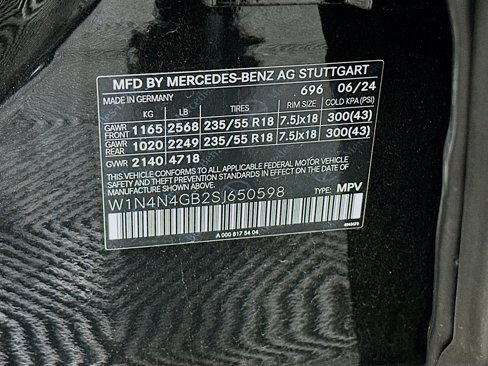 MFD BY MERCEDES-BENZ AG STUTTGART
MADE IN GERMANY 696 06/24
KG LB TIRES RIM SIZE COLD KPA (PSI)
GAWR FRONT 1165 2568 235/55 R18 7.5Jx18 300(43)
GAWR REAR 1020 2249 235/55 R18 7.5Jx18 300(43)
GWR 2140 4718
THIS VEHICLE CONFORMS TO ALL APPLICABLE FEDERAL MOTOR VEHICLE
SAFETY AND THEFT PREVENTION STANDARDS IN EFFECT ON THE DATE OF
MANUFACTURE SHOWN ABOVE.
W1N4N4GB2SJ650598 TYPE: MPV
A 000 817 54 04